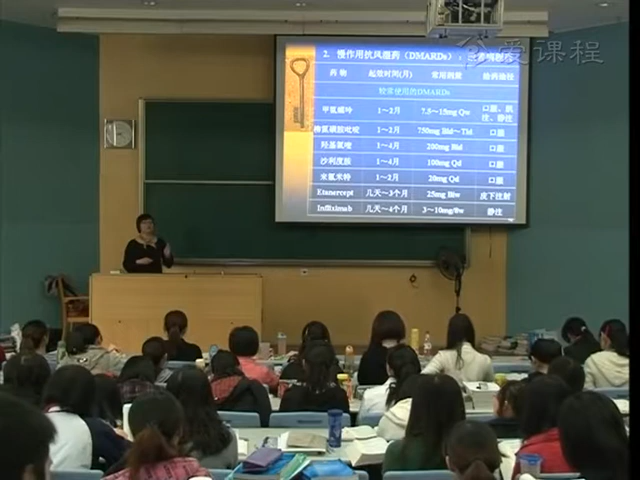 爱课程
2. 慢作用抗风湿药（DMARDs）：
药 物 起效时间(月) 常用剂量 给药途径
较常使用的DMARDs
甲氨蝶呤 1～2月 7.5～15mg Qw 口服、肌注、静注
柳氮磺胺吡啶 1～2月 750mg Bid～Tid 口服
羟基氯喹 1～4月 200mg Bid 口服
沙利度胺 1～4月 100mg Qd 口服
来氟米特 1～2月 20mg Qd 口服
Etanercept 几天～3个月 25mg Biw 皮下注射
Infliximab 几天～4个月 3～10mg/8w 静注